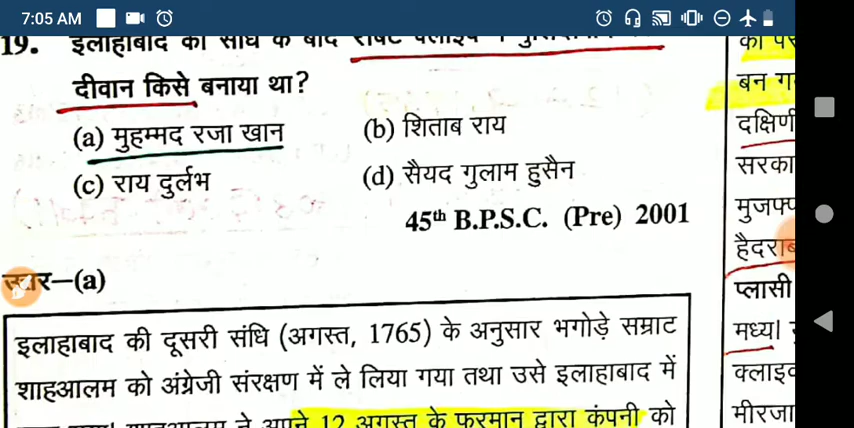 7:05 AM
19. इलाहाबाद की संधि के बाद
दीवान किसे बनाया था?
(a) मुहम्मद रजा खान
(b) शिताब राय
(c) राय दुर्लभ
(d) सैयद गुलाम हुसैन
45th B.P.S.C. (Pre) 2001
(a)
इलाहाबाद की दूसरी संधि (अगस्त, 1765) के अनुसार भगोड़े सम्राट
शाहआलम को अंग्रेजी संरक्षण में ले लिया गया तथा उसे इलाहाबाद में
ने अपने 12 अगस्त के फरमान द्वारा कंपनी को
बन
दक्षिणी
सरका
मुजफ्
हैदराब
प्लासी
मध्य।
क्लाइव
मीरजा